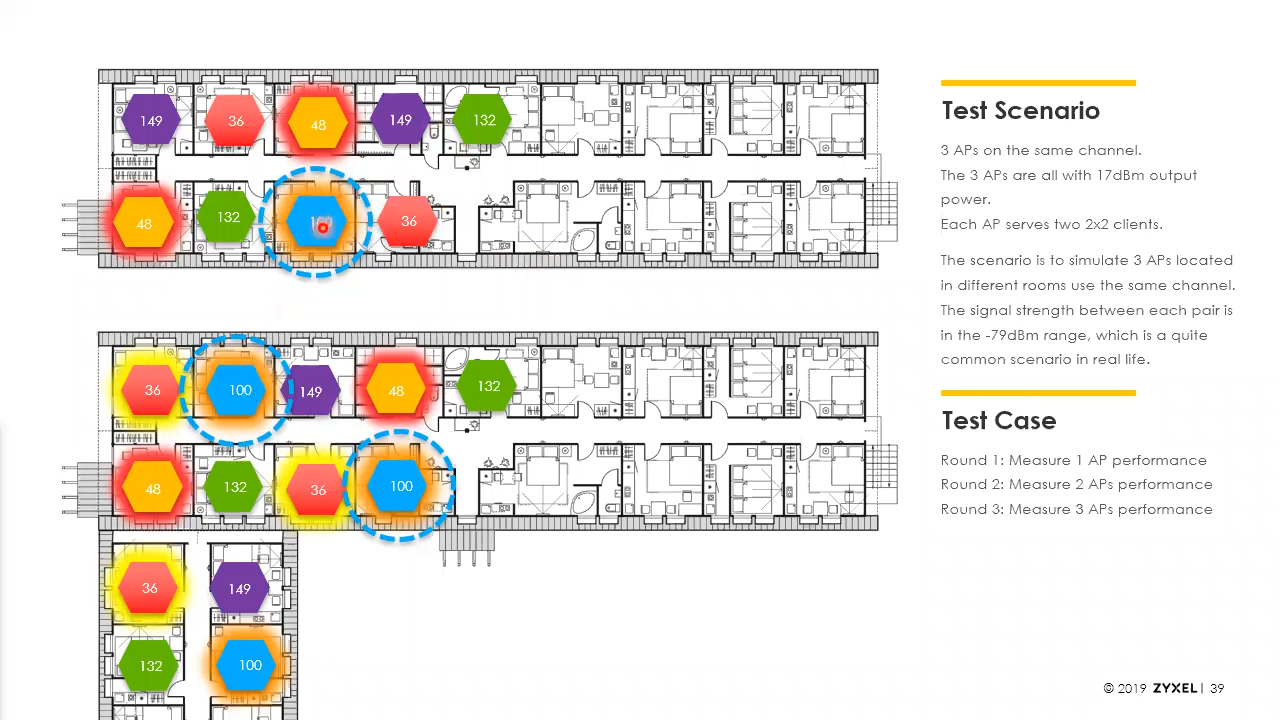 149
36
48
149
132
48
132
36
36
100
149
48
132
48
132
36
100
36
149
132
100
Test Scenario
3 APs on the same channel.
The 3 APs are all with 17dBm output
power.
Each AP serves two 2x2 clients.
The scenario is to simulate 3 APs located
in different rooms use the same channel.
The signal strength between each pair is
in the -79dBm range, which is a quite
common scenario in real life.
Test Case
Round 1: Measure 1 AP performance
Round 2: Measure 2 APs performance
Round 3: Measure 3 APs performance
© 2019 ZYXEL | 39